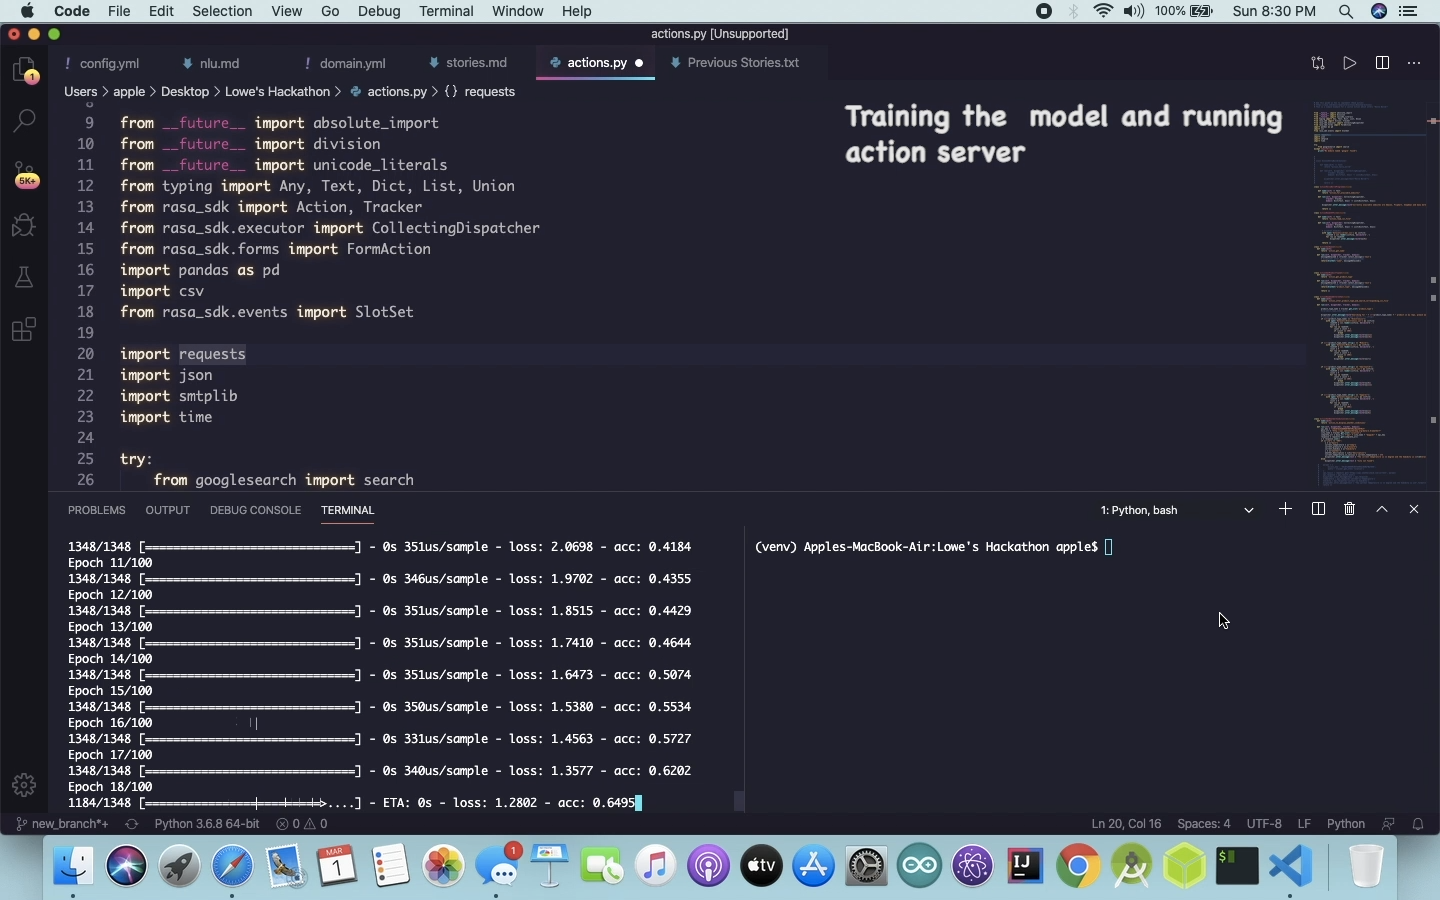 Code File Edit Selection View Go Debug Terminal Window Help 100% Sun 8:30 PM
actions.py [Unsupported]
1 ! config.yml nlu.md ! domain.yml stories.md actions.py Previous Stories.txt
Users > apple > Desktop > Lowe's Hackathon > actions.py > {} requests
Training the model and running
action server
8
9 from __future__ import absolute_import
10 from __future__ import division
11 from __future__ import unicode_literals
12 from typing import Any, Text, Dict, List, Union
13 from rasa_sdk import Action, Tracker
14 from rasa_sdk.executor import CollectingDispatcher
15 from rasa_sdk.forms import FormAction
16 import pandas as pd
17 import csv
18 from rasa_sdk.events import SlotSet
19
20 import requests
21 import json
22 import smtplib
23 import time
24
25 try:
26 from googlesearch import search
5K+
PROBLEMS OUTPUT DEBUG CONSOLE TERMINAL 1: Python, bash
1348/1348 [==============================] - 0s 351us/sample - loss: 2.0698 - acc: 0.4184
Epoch 11/100
1348/1348 [==============================] - 0s 346us/sample - loss: 1.9702 - acc: 0.4355
Epoch 12/100
1348/1348 [==============================] - 0s 351us/sample - loss: 1.8515 - acc: 0.4429
Epoch 13/100
1348/1348 [==============================] - 0s 351us/sample - loss: 1.7410 - acc: 0.4644
Epoch 14/100
1348/1348 [==============================] - 0s 351us/sample - loss: 1.6473 - acc: 0.5074
Epoch 15/100
1348/1348 [==============================] - 0s 350us/sample - loss: 1.5380 - acc: 0.5534
Epoch 16/100
1348/1348 [==============================] - 0s 331us/sample - loss: 1.4563 - acc: 0.5727
Epoch 17/100
1348/1348 [==============================] - 0s 340us/sample - loss: 1.3577 - acc: 0.6202
Epoch 18/100
1184/1348 [=========================>....] - ETA: 0s - loss: 1.2802 - acc: 0.6495
(venv) Apples-MacBook-Air:Lowe's Hackathon apple$
new_branch*+ Python 3.6.8 64-bit 0 0 Ln 20, Col 16 Spaces: 4 UTF-8 LF Python
MAR
1
1
tv
IJ
$